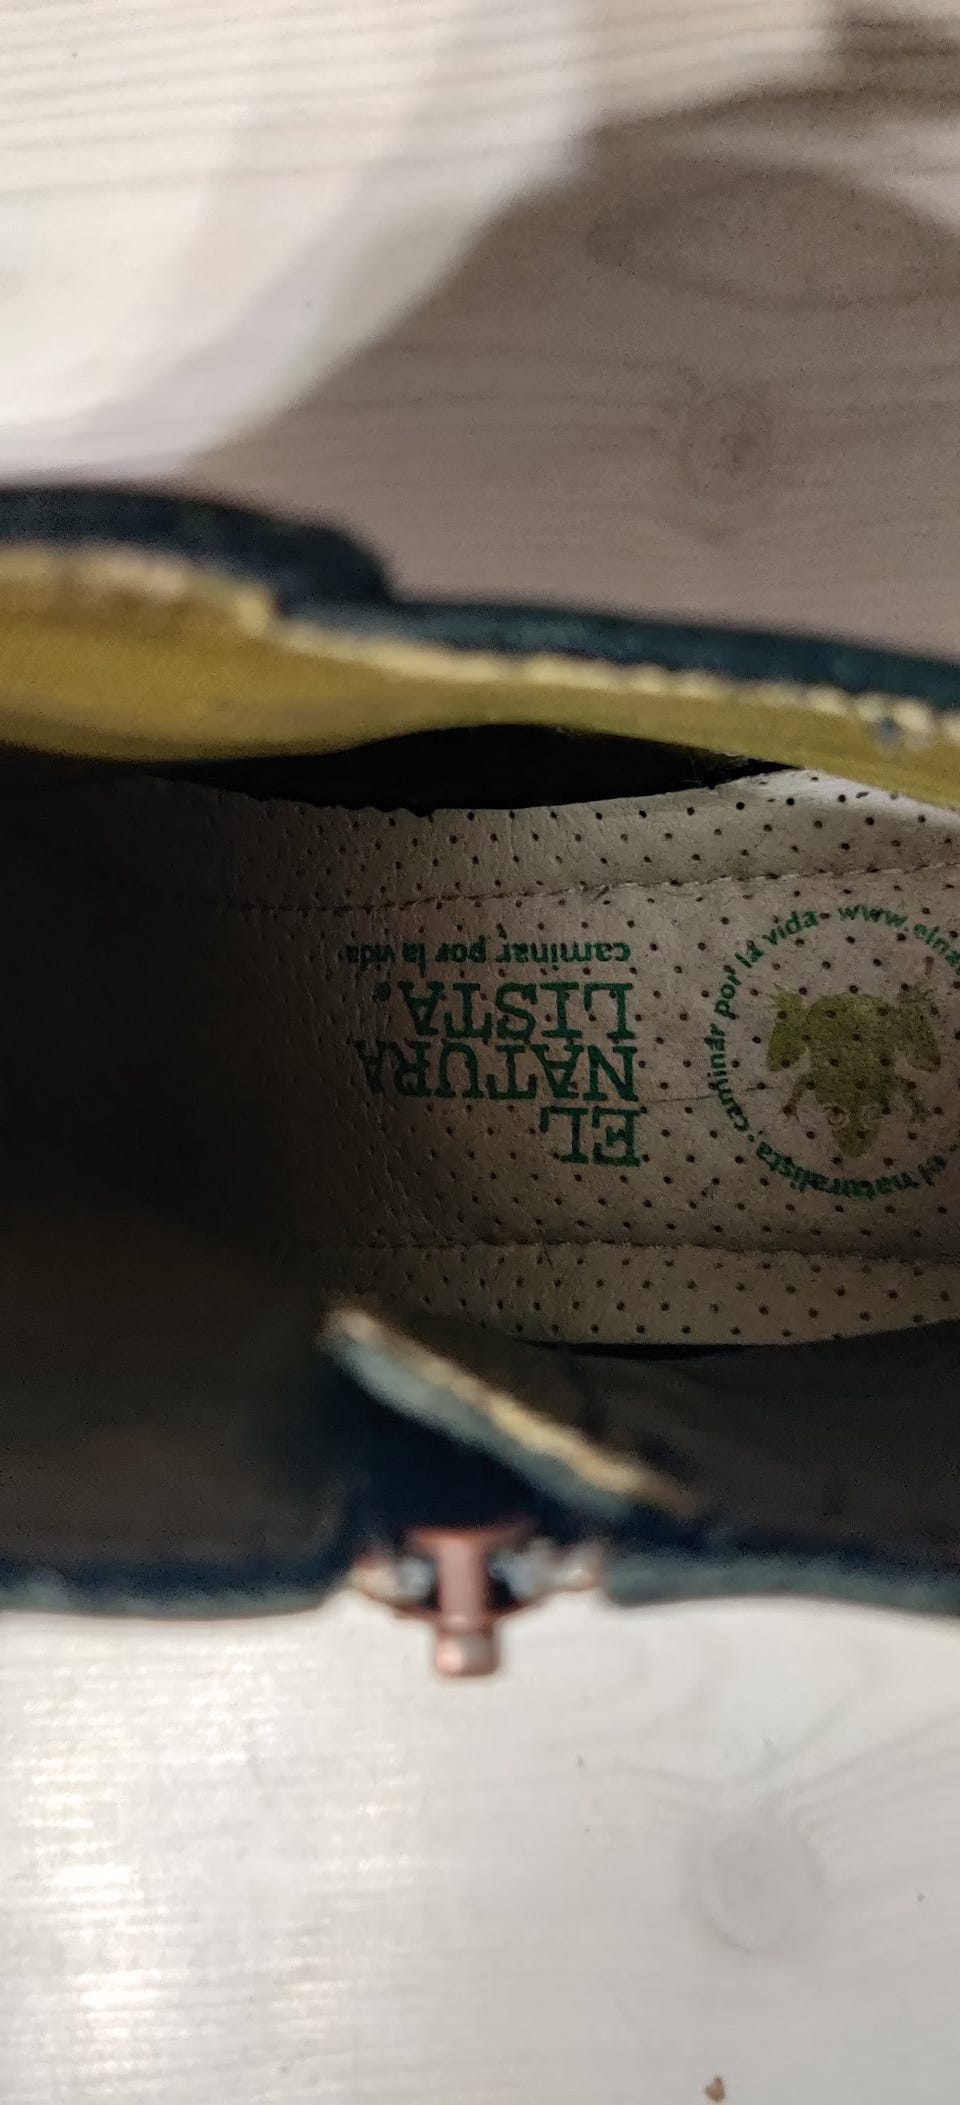 EL
NATURA
LISTA.
caminar por la vida.
el naturalista · caminar por la vida · www.elna